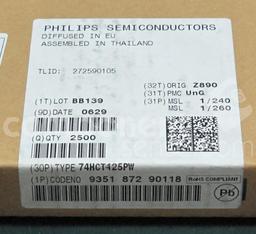 PHILIPS SEMICONDUCTORS
DIFFUSED IN EU
ASSEMBLED IN THAILAND
TLID: 272590105
(32T)ORIG Z890
(31T)PMC UnG
(1T)LOT BB139
(31P)MSL 1/240
(9D)DATE 0629
MSL 1/260
(Q)QTY 2500
(30P)TYPE 74HCT125PW
(1P)CODENO 9351 872 90118
RoHS COMPLIANT
Pb